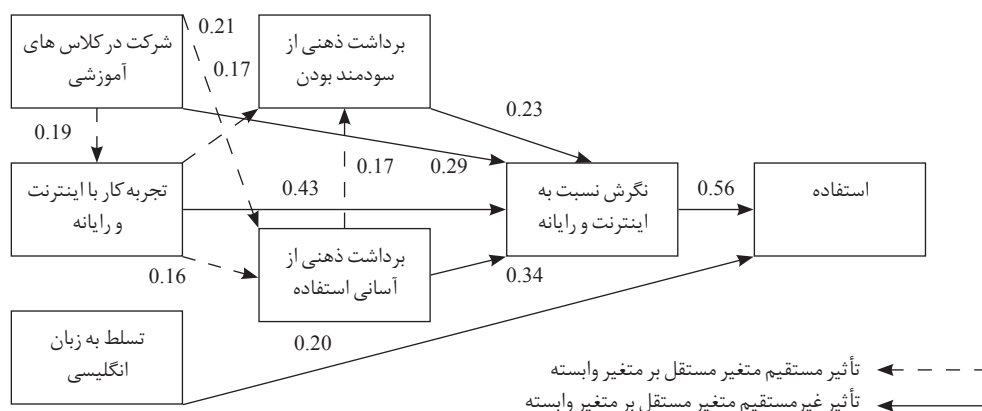 شرکت در کلاس های
آموزشی
0.21
برداشت ذهنی از
سودمند بودن
0.17
0.23
0.19
تجربه کار با اینترنت
و رایانه
0.43
0.17
0.29
نگرش نسبت به
اینترنت و رایانه
0.56
استفاده
0.16
برداشت ذهنی از
آسانی استفاده
0.34
تسلط به زبان
انگلیسی
0.20
تأثیر مستقیم متغیر مستقل بر متغیر وابسته
تأثیر غیرمستقیم متغیر مستقل بر متغیر وابسته